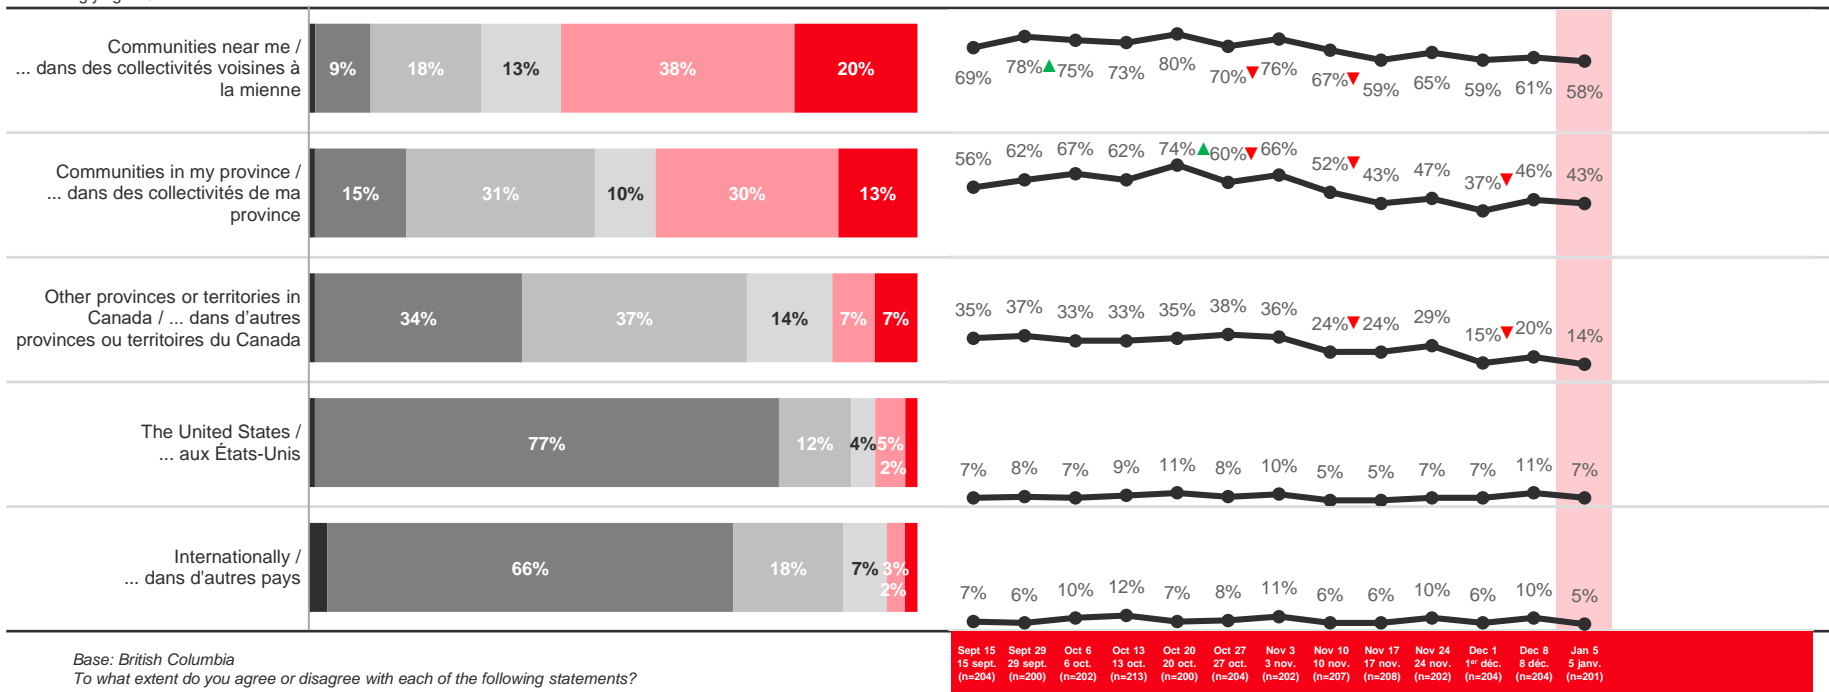 Communities near me /
... dans des collectivités voisines à
la mienne
9% 18% 13% 38% 20%
69% 78% 75% 73% 80% 70% 76% 67% 59% 65% 59% 61% 58%
Communities in my province /
... dans des collectivités de ma
province
15% 31% 10% 30% 13%
56% 62% 67% 62% 74% 60% 66% 52% 43% 47% 37% 46% 43%
Other provinces or territories in
Canada / ... dans d'autres
provinces ou territoires du Canada
34% 37% 14% 7% 7%
35% 37% 33% 33% 35% 38% 36% 24% 24% 29% 15% 20% 14%
The United States /
... aux États-Unis
77% 12% 4% 5%
2%
7% 8% 7% 9% 11% 8% 10% 5% 5% 7% 7% 11% 7%
Internationally /
... dans d'autres pays
66% 18% 7% 3%
2%
7% 6% 10% 12% 7% 8% 11% 6% 6% 10% 6% 10% 5%
Sept 15 Sept 29 Oct 6 Oct 13 Oct 20 Oct 27 Nov 3 Nov 10 Nov 17 Nov 24 Dec 1 Dec 8 Jan 5
15 sept. 29 sept. 6 oct. 13 oct. 20 oct. 27 oct. 3 nov. 10 nov. 17 nov. 24 nov. 1er déc. 8 déc. 5 janv.
(n=204) (n=200) (n=202) (n=213) (n=200) (n=204) (n=202) (n=207) (n=208) (n=202) (n=204) (n=204) (n=201)
Base: British Columbia
To what extent do you agree or disagree with each of the following statements?